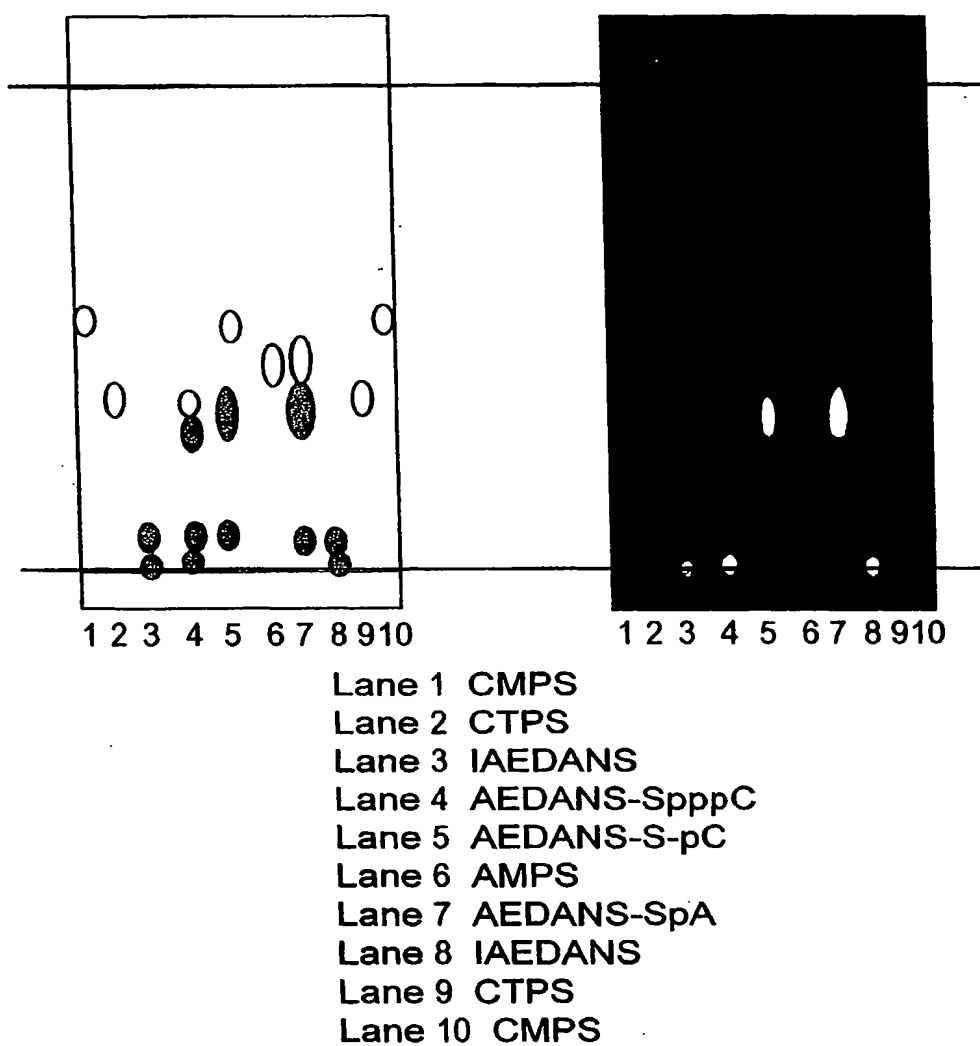 1 2 3 4 5 6 7 8 9 10
1 2 3 4 5 6 7 8 9 10
Lane 1 CMPS
Lane 2 CTPS
Lane 3 IAEDANS
Lane 4 AEDANS-SpppC
Lane 5 AEDANS-S-pC
Lane 6 AMPS
Lane 7 AEDANS-SpA
Lane 8 IAEDANS
Lane 9 CTPS
Lane 10 CMPS